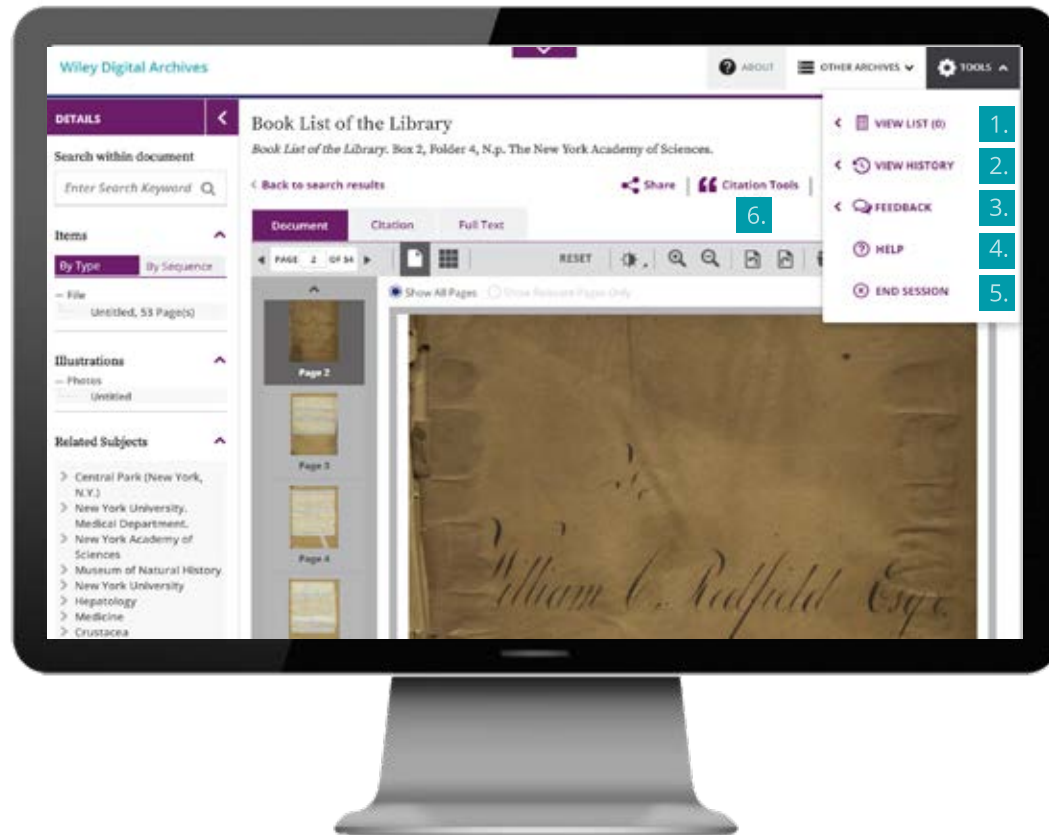 Wiley Digital Archives
ABOUT
OTHER ARCHIVES
TOOLS
DETAILS
Search within document
Enter Search Keyword
Items
By Type
By Sequence
— File
Untitled, 53 Page(s)
Illustrations
— Photos
Untitled
Related Subjects
Central Park (New York,
N.Y.)
New York University.
Medical Department.
New York Academy of
Sciences
Museum of Natural History
New York University
Hepatology
Medicine
Crustacea
Book List of the Library
Book List of the Library. Box 2, Folder 4, N.p. The New York Academy of Sciences.
Back to search results
Share
Citation Tools
6.
Document
Citation
Full Text
PAGE 2 OF 54
RESET
Show All Pages
Show Relevant Pages Only
Page 2
Page 3
Page 4
William C. Redfield Esqr.
VIEW LIST (0)
1.
VIEW HISTORY
2.
FEEDBACK
3.
HELP
4.
END SESSION
5.